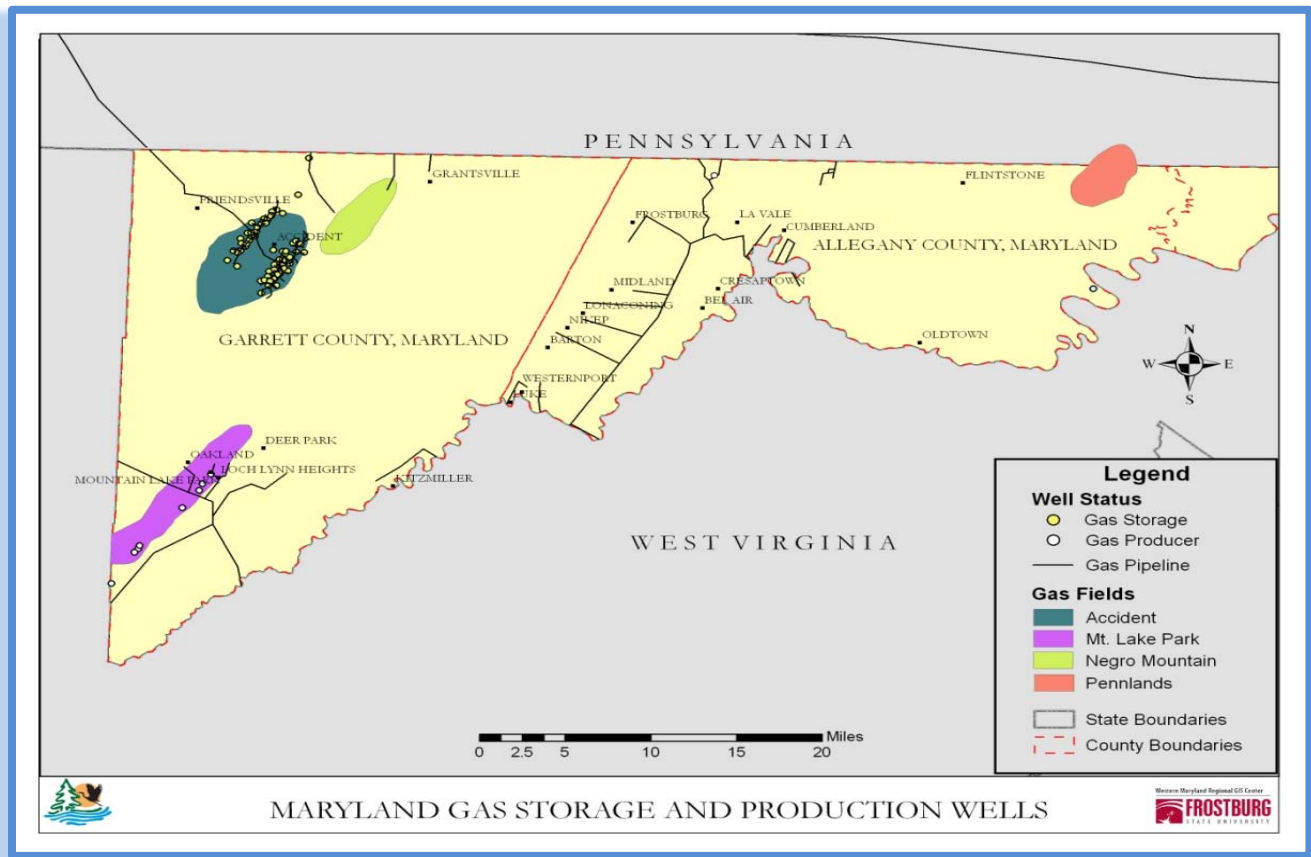 PENNSYLVANIA
GRANTSVILLE
FLINTSTONE
FRIENDSVILLE
FROSTBURG
LA VALE
CUMBERLAND
ACCIDENT
ALLEGANY COUNTY, MARYLAND
MIDLAND
CRESAPTOWN
LONACONING
BEL AIR
NIKEP
GARRETT COUNTY, MARYLAND
BARTON
OLDTOWN
N
W
E
S
WESTERNPORT
LUKE
DEER PARK
OAKLAND
LOCH LYNN HEIGHTS
MOUNTAIN LAKE PARK
KITZMILLER
WEST VIRGINIA
Legend
Well Status
Gas Storage
Gas Producer
Gas Pipeline
Gas Fields
Accident
Mt. Lake Park
Negro Mountain
Pennlands
State Boundaries
County Boundaries
Miles
0 2.5 5 10 15 20
MARYLAND GAS STORAGE AND PRODUCTION WELLS
Western Maryland Regional GIS Center
FROSTBURG
STATE UNIVERSITY